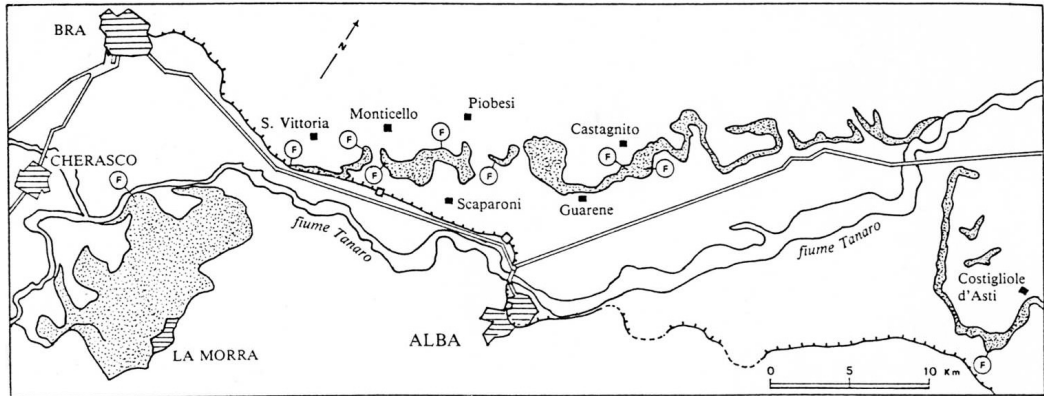 BRA
N
S. Vittoria
Monticello
Piobesi
Castagnito
F
F
F
F
F
F
F
CHERASCO
F
Scaparoni
Guarene
fiume Tanaro
fiume Tanaro
Costigliole
d'Asti
ALBA
LA MORRA
F
0 5 10 Km